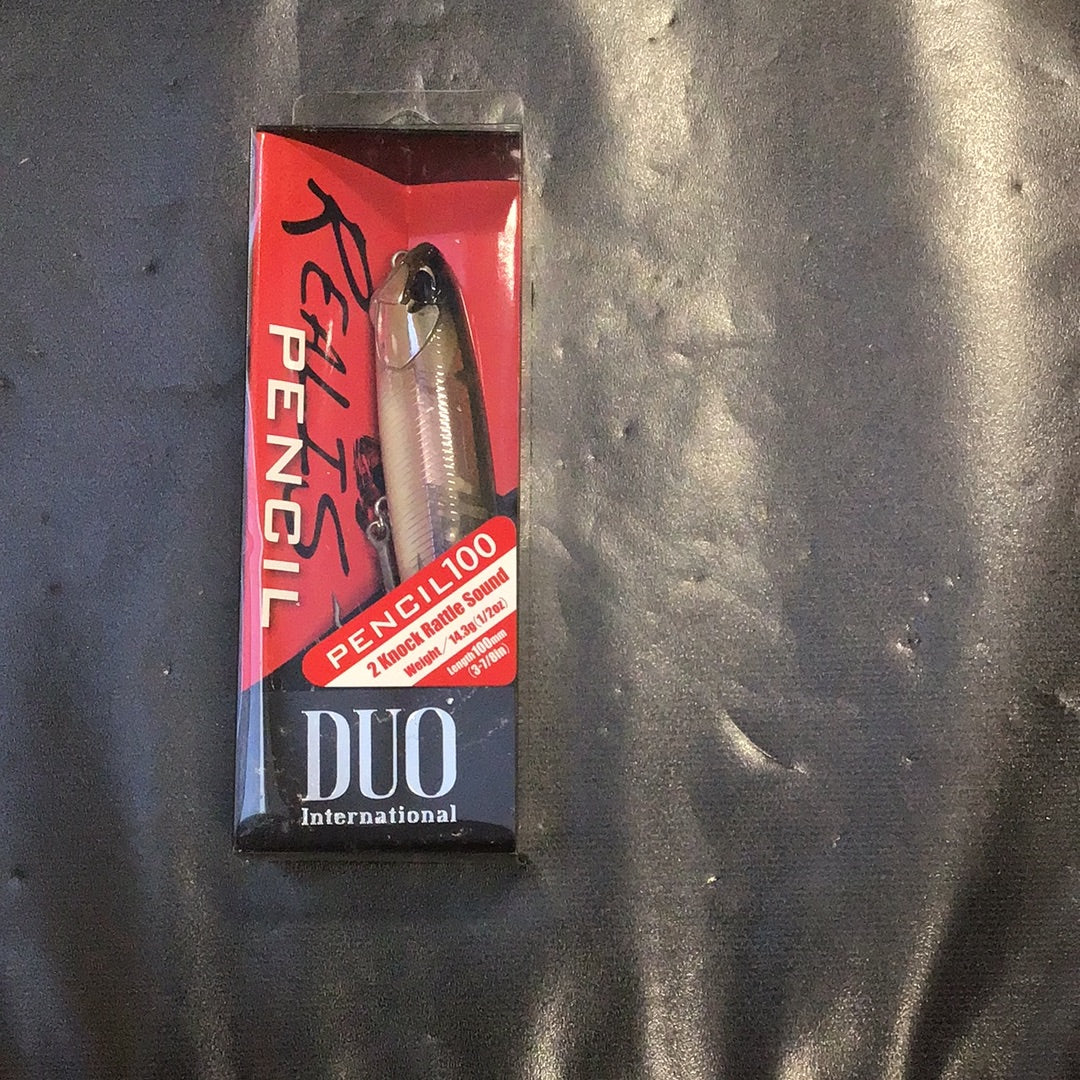 REALIS
PENCIL
PENCIL100
2 Knock Rattle Sound
Weight／14.3g(1/2oz)
Length100mm
(3-7/8in)
DUO
International